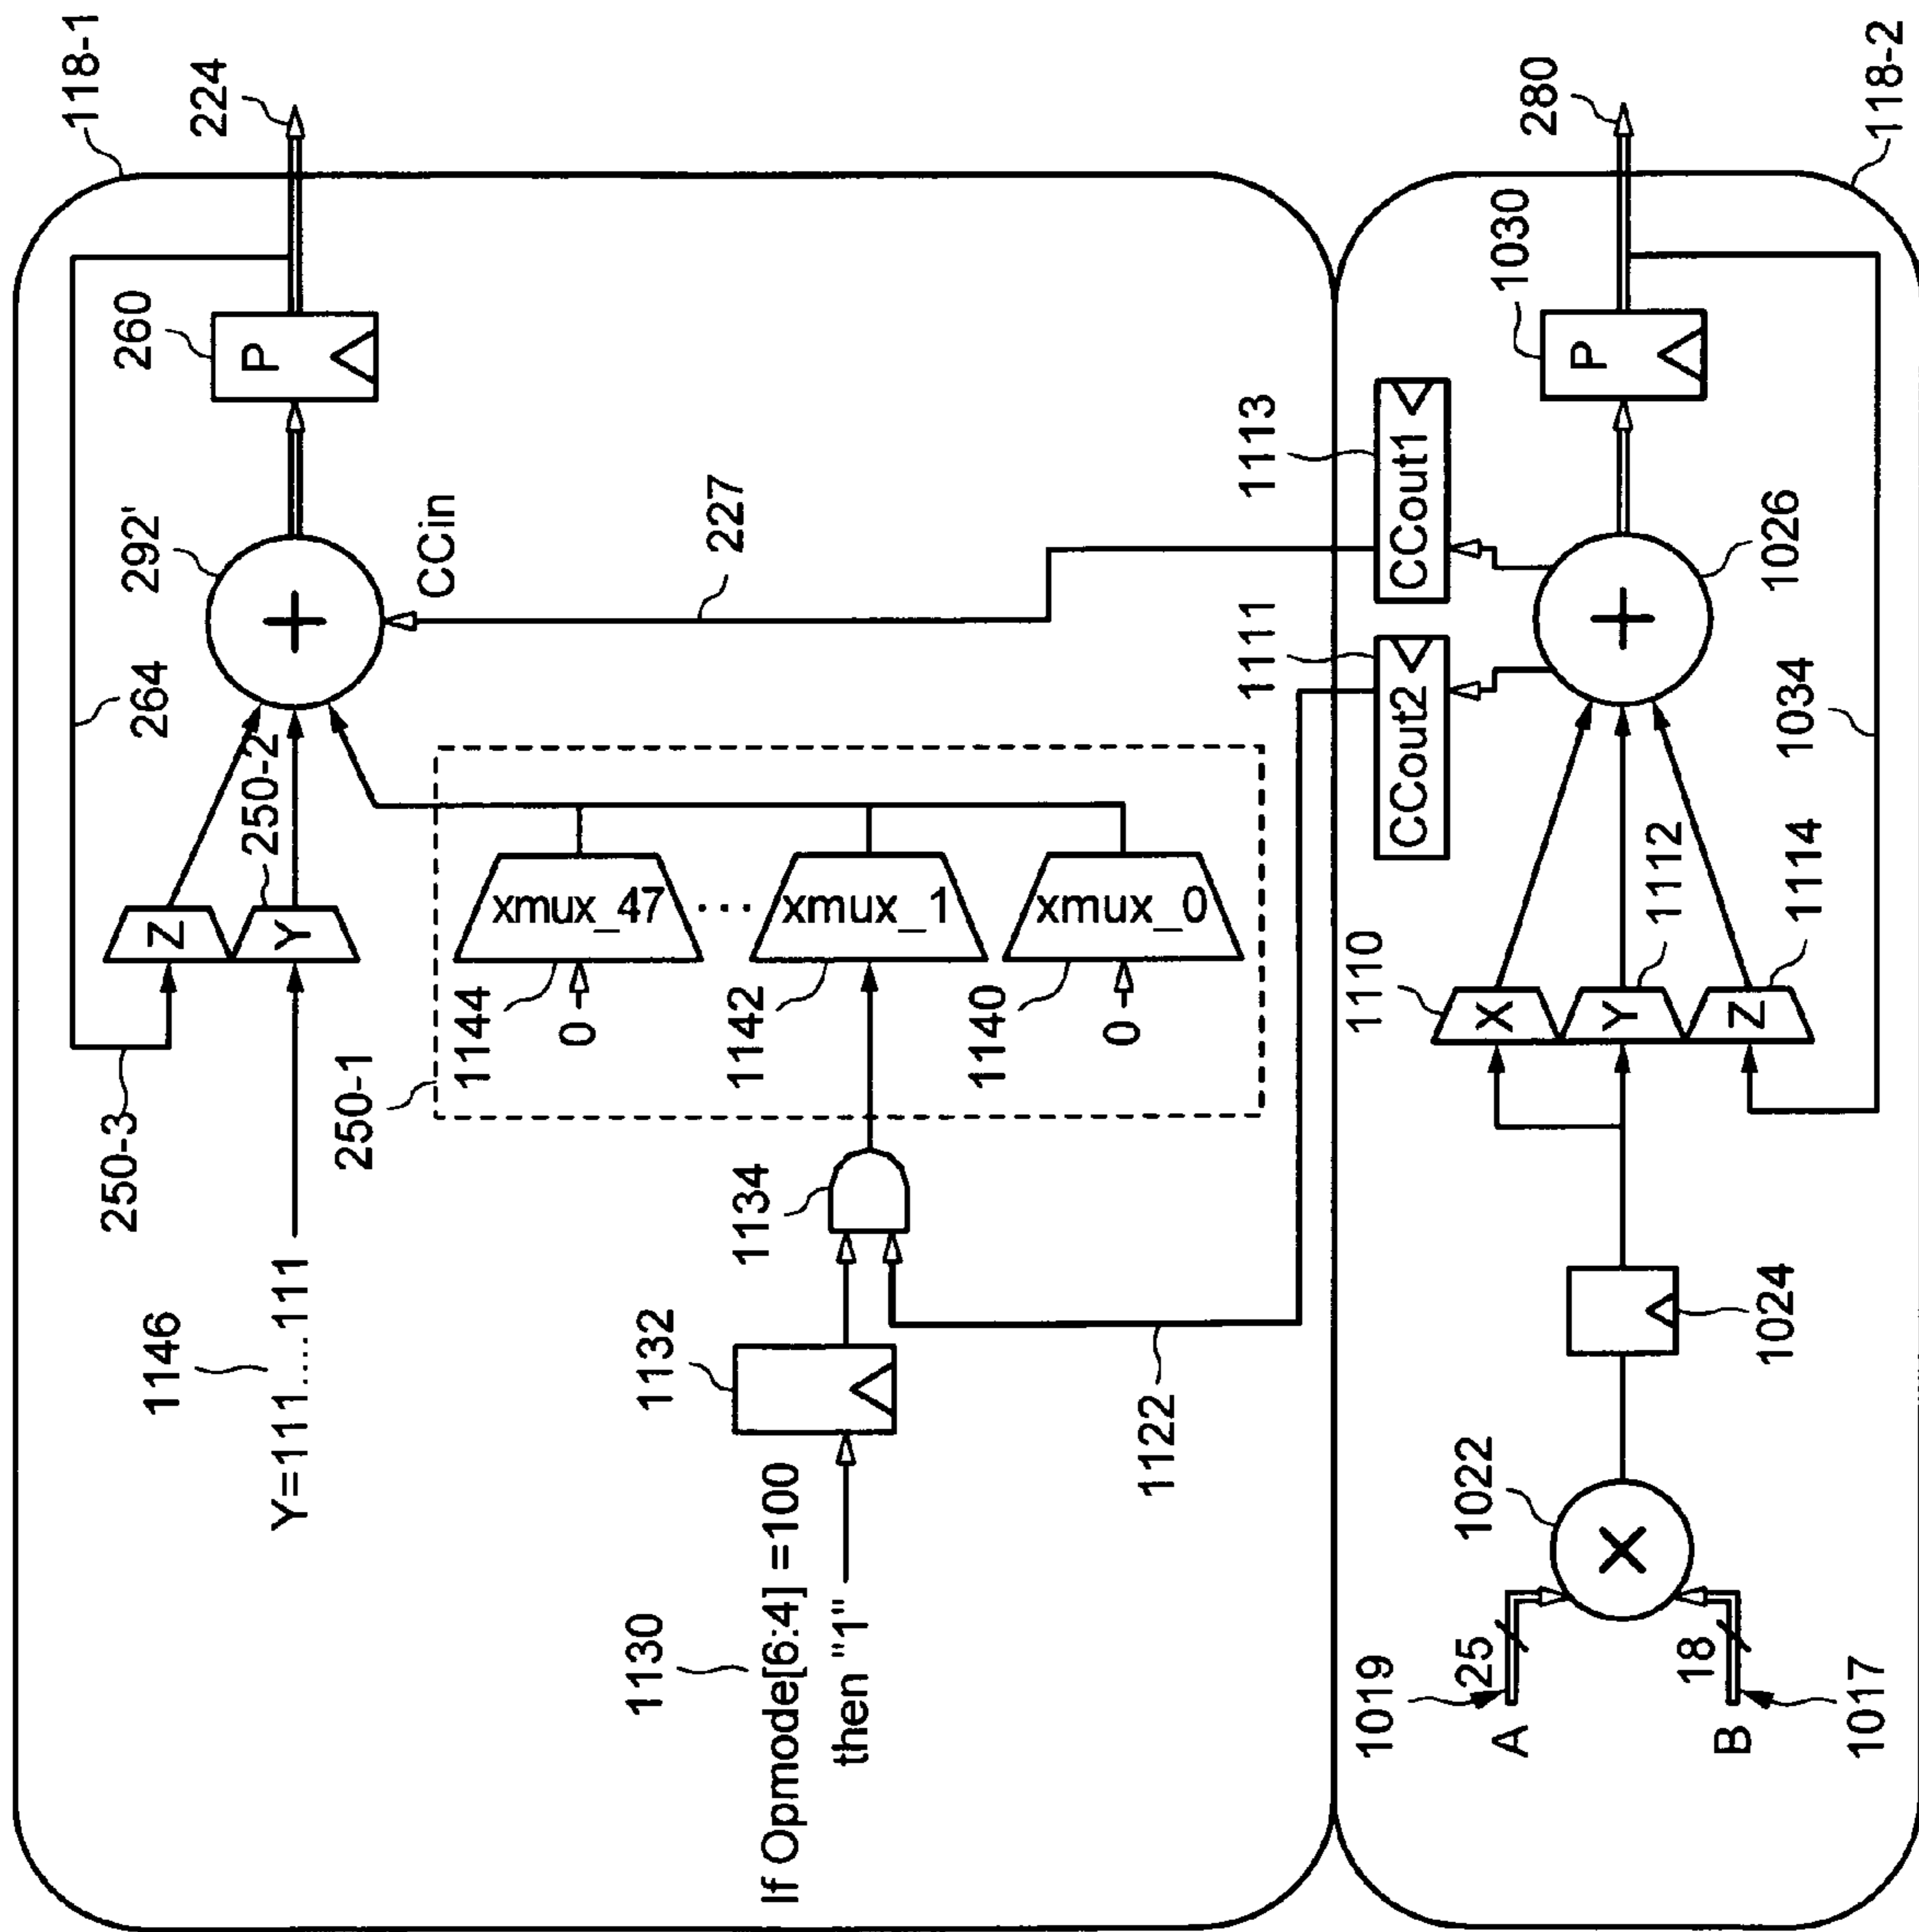 118-1
224
260
P
292'
+
CCin
264
227
Z
Y
250-2
250-3
250-1
1146
Y=111....111
xmux_47
...
xmux_1
xmux_0
1144
0
1142
1140
0
1134
1132
1130
If Opmode[6:4] =100
then "1"
1122
118-2
280
1030
P
1113
CCout1
1111
CCout2
+
1026
1034
1110
X
Y
Z
1112
1114
1024
1022
×
1019
25
A
18
B
1017